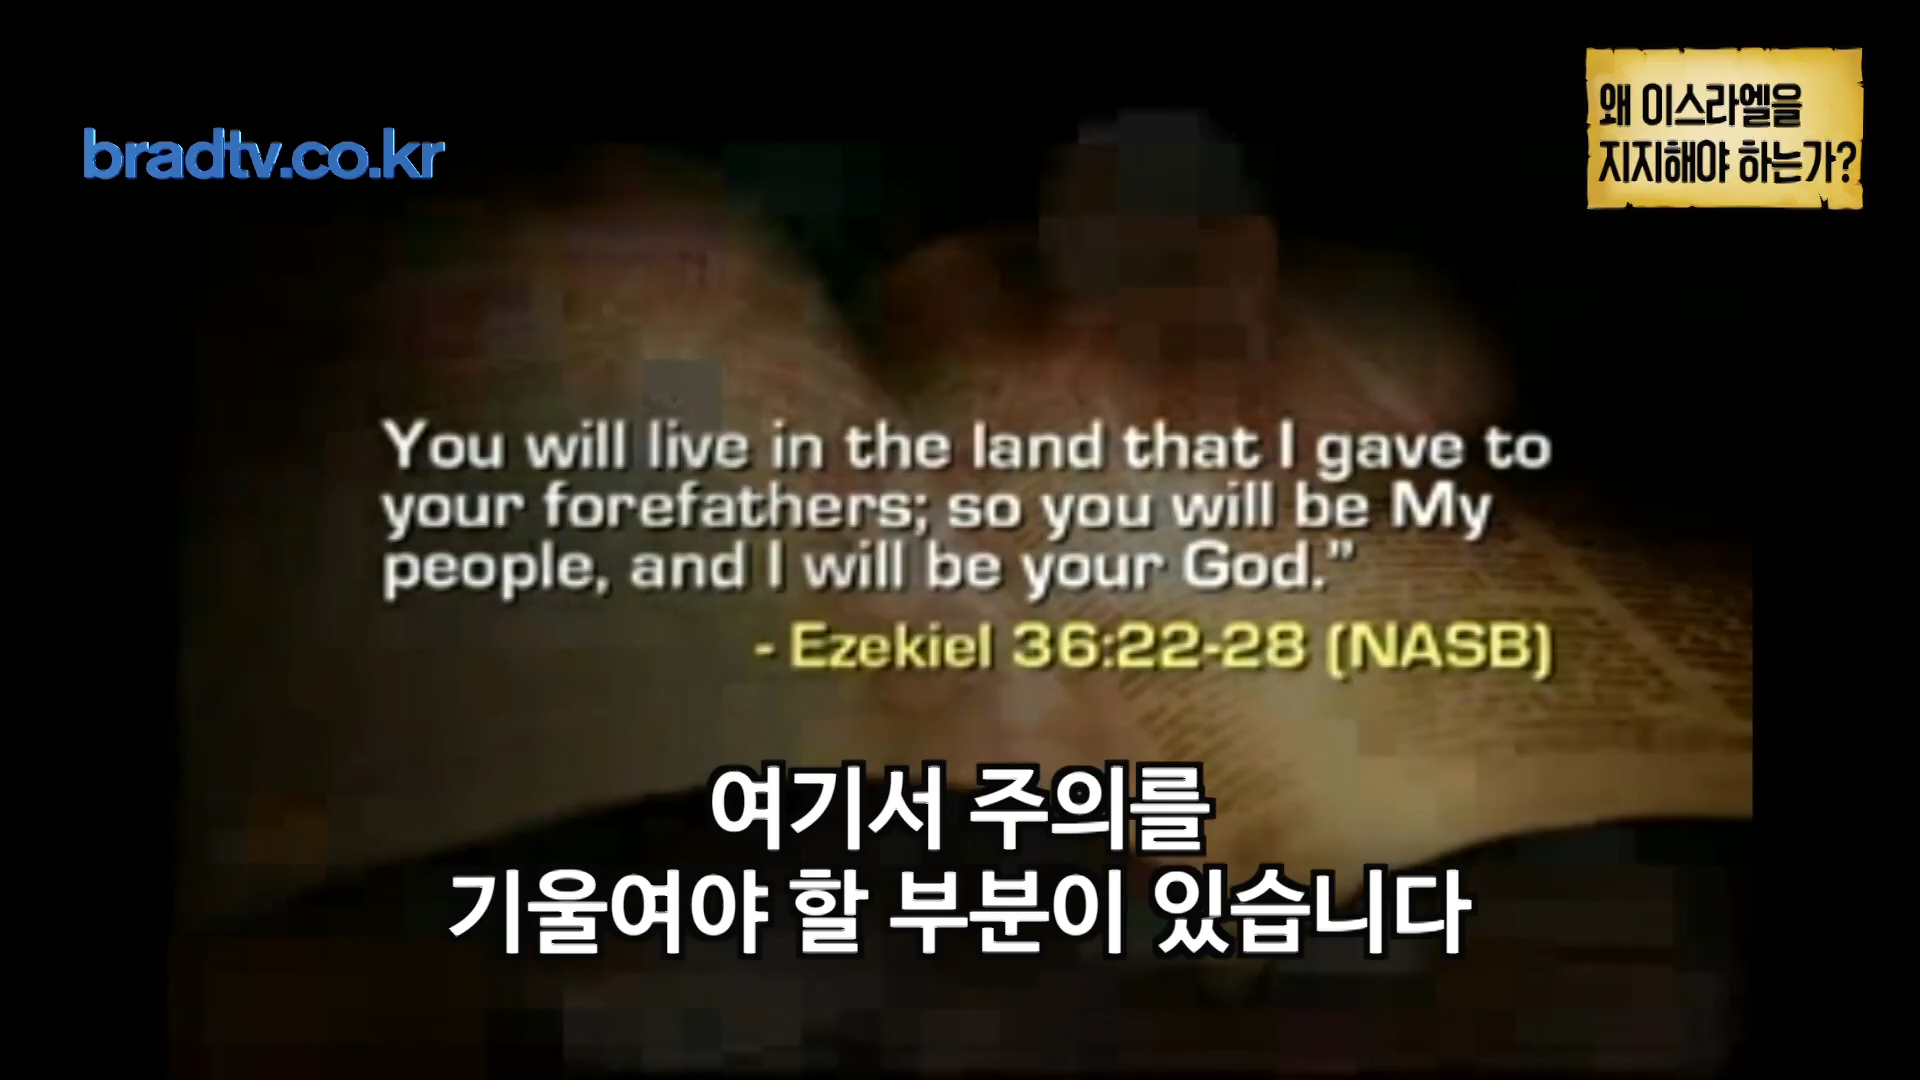 bradtv.co.kr
왜 이스라엘을
지지해야 하는가?
You will live in the land that I gave to
your forefathers; so you will be My
people, and I will be your God.”
- Ezekiel 36:22-28 (NASB)
여기서 주의를
기울여야 할 부분이 있습니다